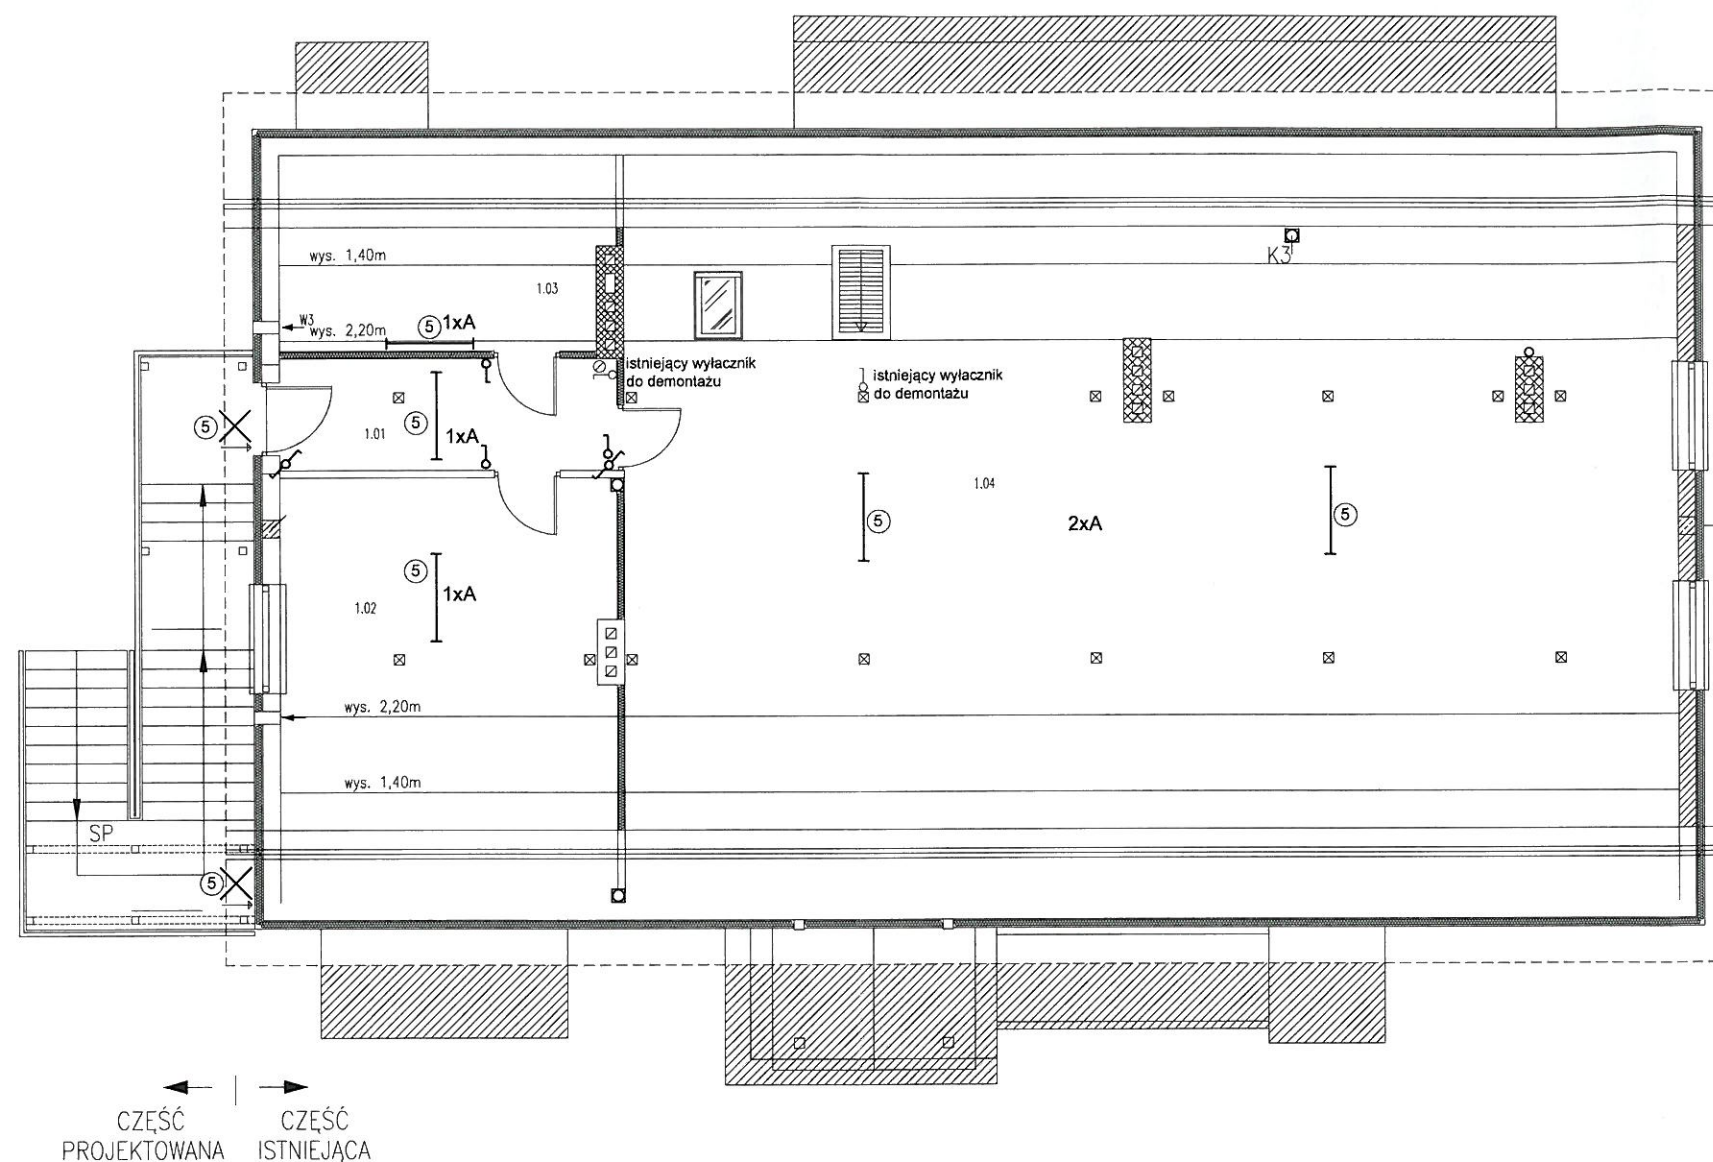 K3
wys. 1,40m
1.03
W3
wys. 2,20m
5 1xA
istniejący wyłacznik
do demontażu
istniejący wyłacznik
do demontażu
5
5
1.01
1xA
1.04
5
2xA
5
5
1xA
1.02
wys. 2,20m
wys. 1,40m
SP
5
CZĘŚĆ
PROJEKTOWANA
CZĘŚĆ
ISTNIEJĄCA